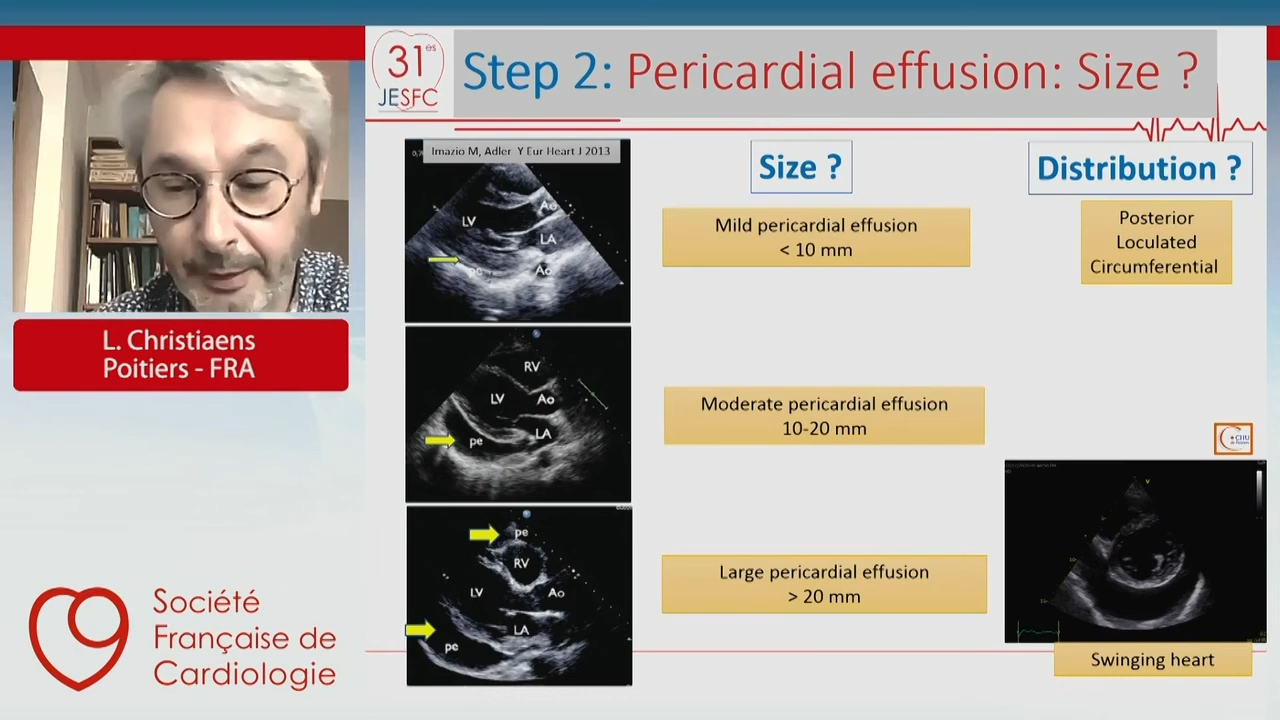 31es
JESFC
Step 2: Pericardial effusion: Size ?
Imazio M, Adler Y Eur Heart J 2013
Size ?
Distribution ?
LV
Ao
LA
pe
Ao
Mild pericardial effusion
< 10 mm
Posterior
Loculated
Circumferential
L. Christiaens
Poitiers - FRA
RV
LV
Ao
LA
pe
Moderate pericardial effusion
10-20 mm
CHU
pe
RV
LV
Ao
LA
pe
Large pericardial effusion
> 20 mm
V
Swinging heart
Société
Française de
Cardiologie